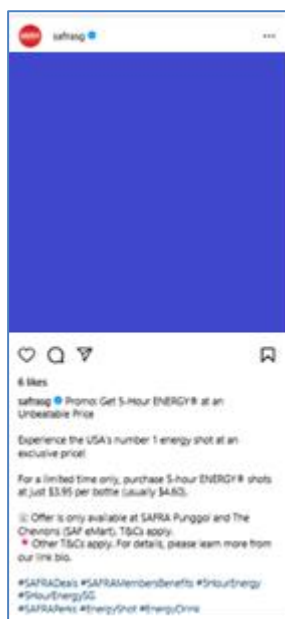 safrasg
6 likes
safrasg Promo: Get 5-Hour ENERGY® at an
Unbeatable Price
Experience the USA's number 1 energy shot at an
exclusive price!
For a limited time only, purchase 5-hour ENERGY® shots
at just $3.95 per bottle (usually $4.60).
Offer is only available at SAFRA Punggol and The
Chevrons (SAF eMart). T&Cs apply.
Other T&Cs apply. For details, please learn more from
our link bio.
#SAFRADeals #SAFRAMembersBenefits #5HourEnergy
#5HourEnergySG
#SAFRAPerks #EnergyShot #EnergyDrink